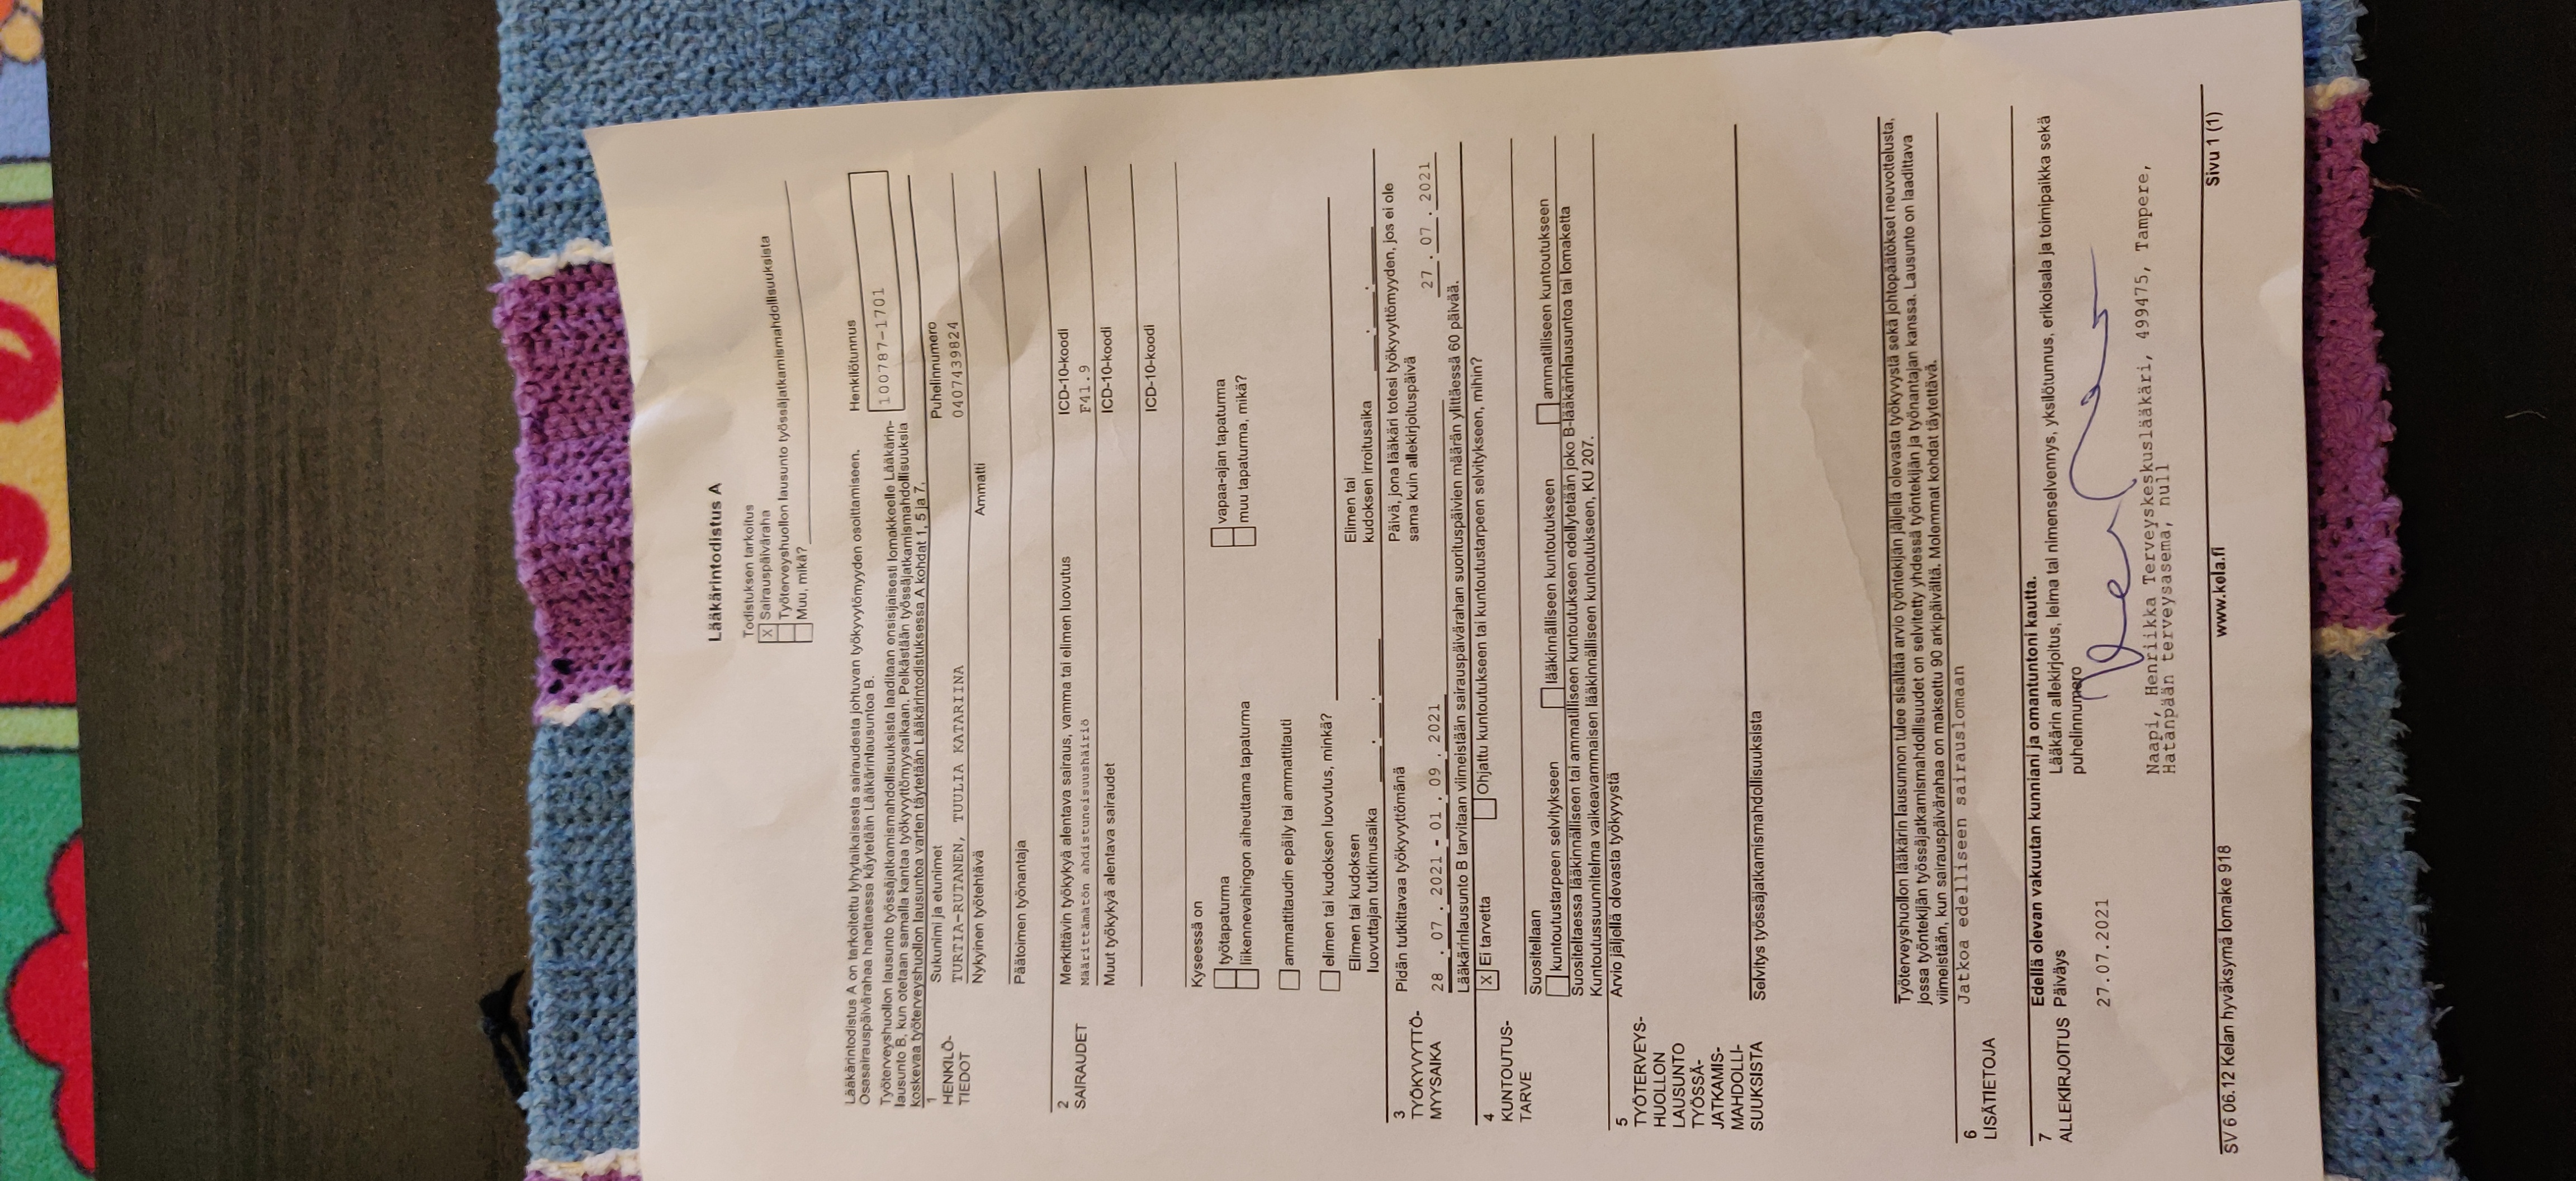 Lääkärintodistus A
Todistuksen tarkoitus
X Sairauspäiväraha
Työterveyshuollon lausunto työssäjatkamismahdollisuuksista
Muu, mikä?
Lääkärintodistus A on tarkoitettu lyhytaikaisesta sairaudesta johtuvan työkyvytömyyden osoittamiseen.
Osasairauspäivärahaa haettaessa käytetään Lääkärinlausuntoa B.
Henkilötunnus
100787-1701
Työterveyshuollon lausunto työssäjatkamismahdollisuuksista laaditaan ensisijaisesti lomakkeelle Lääkärin-
lausunto B, kun otetaan samalla kantaa työkyvyttömyysaikaan. Pelkästään työssäjatkamismahdollisuuksia
koskevaa työterveyshuollon lausuntoa varten täytetään Lääkärintodistuksessa A kohdat 1, 5 ja 7.
1
HENKILÖ-
TIEDOT
Sukunimi ja etunimet
TURTIA-RUTANEN, TUULIA KATARIINA
Puhelinnumero
0407439824
Nykyinen työtehtävä
Ammatti
Päätoimen työnantaja
2
SAIRAUDET
Merkittävin työkykyä alentava sairaus, vamma tai elimen luovutus
Määrittämätön ahdistuneisuushäiriö
ICD-10-koodi
F41.9
Muut työkykyä alentavat sairaudet
ICD-10-koodi
ICD-10-koodi
Kyseessä on
työtapaturma
vapaa-ajan tapaturma
liikennevahingon aiheuttama tapaturma
muu tapaturma, mikä?
ammattitaudin epäily tai ammattitauti
elimen tai kudoksen luovutus, minkä?
Elimen tai kudoksen
luovuttajan tutkimusaika
Elimen tai
kudoksen irroitusaika
3
TYÖKYVYTTÖ-
MYYSAIKA
Pidän tutkittavaa työkyvyttömänä
28 . 07 . 2021 - 01 . 09 . 2021
Päivä, jona lääkäri totesi työkyvyttömyyden, jos ei ole
sama kuin allekirjoituspäivä
27 . 07 . 2021
Lääkärinlausunto B tarvitaan viimeistään sairauspäivärahan suorituspäivien määrän ylittäessä 60 päivää.
4
KUNTOUTUS-
TARVE
X Ei tarvetta
Ohjattu kuntoutukseen tai kuntoutustarpeen selvitykseen, mihin?
Suositellaan
kuntoutustarpeen selvitykseen
lääkinnälliseen kuntoutukseen
ammatilliseen kuntoutukseen
Suositeltaessa lääkinnälliseen tai ammatilliseen kuntoutukseen edellytetään joko B-lääkärinlausuntoa tai lomaketta
Kuntoutussuunnitelma vaikeavammaisen lääkinnälliseen kuntoutukseen, KU 207.
5
TYÖTERVEYS-
HUOLLON
LAUSUNTO
TYÖSSÄ-
JATKAMIS-
MAHDOLLI-
SUUKSISTA
Arvio jäljellä olevasta työkyvystä
Selvitys työssäjatkamismahdollisuuksista
Työterveyshuollon lääkärin lausunnon tulee sisältää arvio työntekijän jäljellä olevasta työkyvystä sekä johtopäätökset neuvottelusta,
jossa työntekijän työssäjatkamismahdollisuudet on selvitetty yhdessä työntekijän ja työnantajan kanssa. Lausunto on laadittava
viimeistään, kun sairauspäivärahaa on maksettu 90 arkipäivältä. Molemmat kohdat täytettävä.
6
LISÄTIETOJA
Jatkoa edelliseen sairauslomaan
7
ALLEKIRJOITUS
Edellä olevan vakuutan kunniani ja omantuntoni kautta.
Päiväys
27.07.2021
Lääkärin allekirjoitus, leima tai nimenselvennys, yksilötunnus, erikoisala ja toimipaikka sekä
puhelinnumero
Naapi, Henriikka Terveyskeskuslääkäri, 499475, Tampere,
Hatanpään terveysasema, null
SV 6 06.12 Kelan hyväksymä lomake 918
www.kela.fi
Sivu 1 (1)